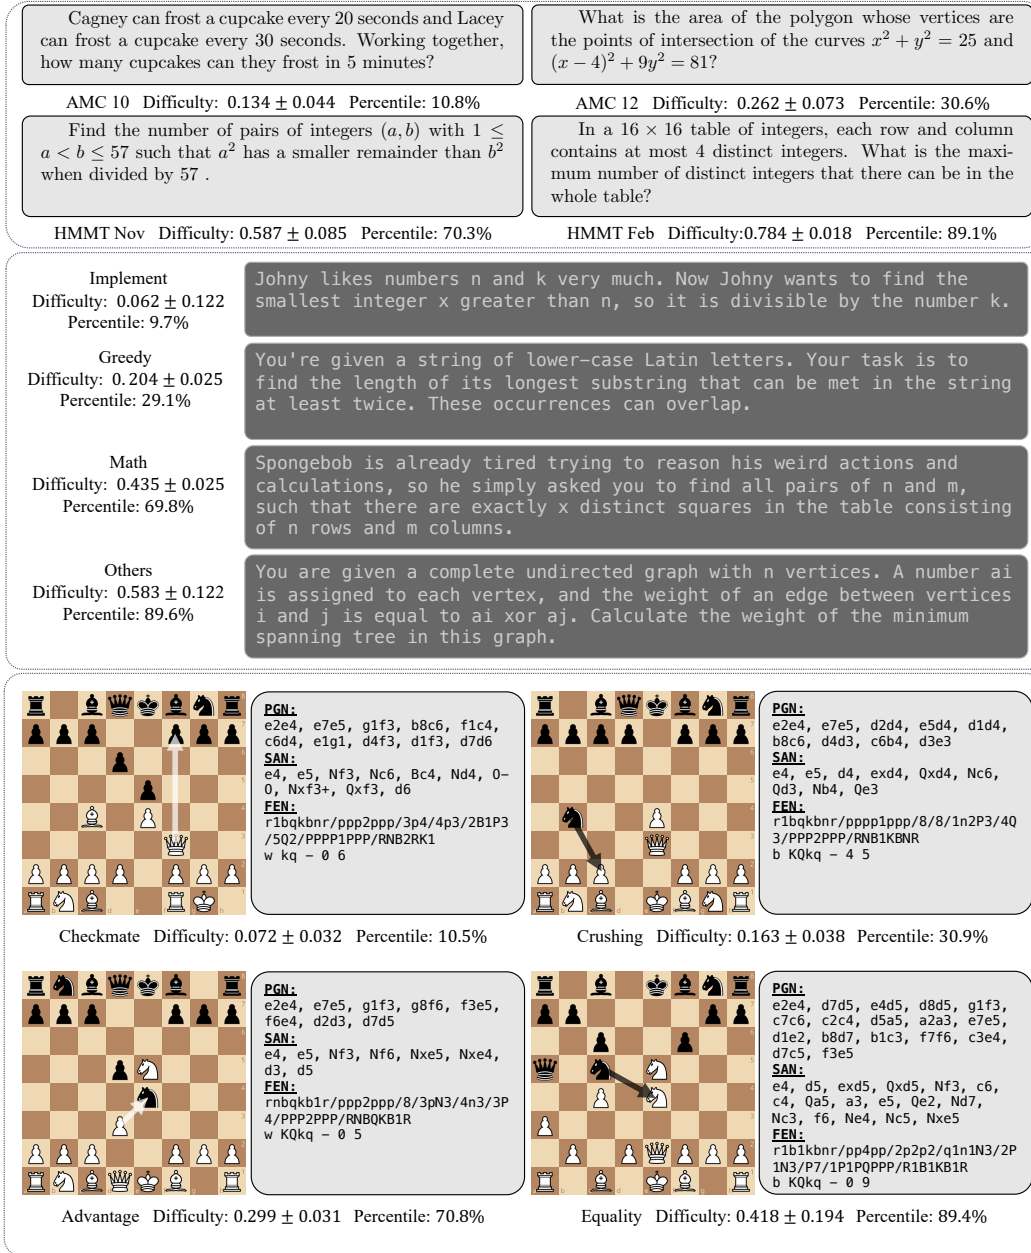 Cagney can frost a cupcake every 20 seconds and Lacey
can frost a cupcake every 30 seconds. Working together,
how many cupcakes can they frost in 5 minutes?
AMC 10 Difficulty: 0.134 ± 0.044 Percentile: 10.8%
What is the area of the polygon whose vertices are
the points of intersection of the curves x² + y² = 25 and
(x − 4)² + 9y² = 81?
AMC 12 Difficulty: 0.262 ± 0.073 Percentile: 30.6%
Find the number of pairs of integers (a, b) with 1 ≤
a < b ≤ 57 such that a² has a smaller remainder than b²
when divided by 57 .
HMMT Nov Difficulty: 0.587 ± 0.085 Percentile: 70.3%
In a 16 × 16 table of integers, each row and column
contains at most 4 distinct integers. What is the maxi-
mum number of distinct integers that there can be in the
whole table?
HMMT Feb Difficulty:0.784 ± 0.018 Percentile: 89.1%
Implement
Difficulty: 0.062 ± 0.122
Percentile: 9.7%
Johny likes numbers n and k very much. Now Johny wants to find the
smallest integer x greater than n, so it is divisible by the number k.
Greedy
Difficulty: 0.204 ± 0.025
Percentile: 29.1%
You're given a string of lower-case Latin letters. Your task is to
find the length of its longest substring that can be met in the string
at least twice. These occurrences can overlap.
Math
Difficulty: 0.435 ± 0.025
Percentile: 69.8%
Spongebob is already tired trying to reason his weird actions and
calculations, so he simply asked you to find all pairs of n and m,
such that there are exactly x distinct squares in the table consisting
of n rows and m columns.
Others
Difficulty: 0.583 ± 0.122
Percentile: 89.6%
You are given a complete undirected graph with n vertices. A number ai
is assigned to each vertex, and the weight of an edge between vertices
i and j is equal to ai xor aj. Calculate the weight of the minimum
spanning tree in this graph.
PGN:
e2e4, e7e5, g1f3, b8c6, f1c4,
c6d4, e1g1, d4f3, d1f3, d7d6
SAN:
e4, e5, Nf3, Nc6, Bc4, Nd4, O-
O, Nxf3+, Qxf3, d6
FEN:
r1bqkbnr/ppp2ppp/3p4/4p3/2B1P3
/5Q2/PPPP1PPP/RNB2RK1
w kq - 0 6
Checkmate Difficulty: 0.072 ± 0.032 Percentile: 10.5%
PGN:
e2e4, e7e5, d2d4, e5d4, d1d4,
b8c6, d4d3, c6b4, d3e3
SAN:
e4, e5, d4, exd4, Qxd4, Nc6,
Qd3, Nb4, Qe3
FEN:
r1bqkbnr/pppp1ppp/8/8/1n2P3/4Q
3/PPP2PPP/RNB1KBNR
b KQkq - 4 5
Crushing Difficulty: 0.163 ± 0.038 Percentile: 30.9%
PGN:
e2e4, e7e5, g1f3, g8f6, f3e5,
f6e4, d2d3, d7d5
SAN:
e4, e5, Nf3, Nf6, Nxe5, Nxe4,
d3, d5
FEN:
rnbqkb1r/ppp2ppp/8/3pN3/4n3/3P
4/PPP2PPP/RNBQKB1R
w KQkq - 0 5
Advantage Difficulty: 0.299 ± 0.031 Percentile: 70.8%
PGN:
e2e4, d7d5, e4d5, d8d5, g1f3,
c7c6, c2c4, d5a5, a2a3, e7e5,
d1e2, b8d7, b1c3, f7f6, c3e4,
d7c5, f3e5
SAN:
e4, d5, exd5, Qxd5, Nf3, c6,
c4, Qa5, a3, e5, Qe2, Nd7,
Nc3, f6, Ne4, Nc5, Nxe5
FEN:
r1b1kbnr/pp4pp/2p2p2/q1n1N3/2P
1N3/P7/1P1PQPPP/R1B1KB1R
b KQkq - 0 9
Equality Difficulty: 0.418 ± 0.194 Percentile: 89.4%